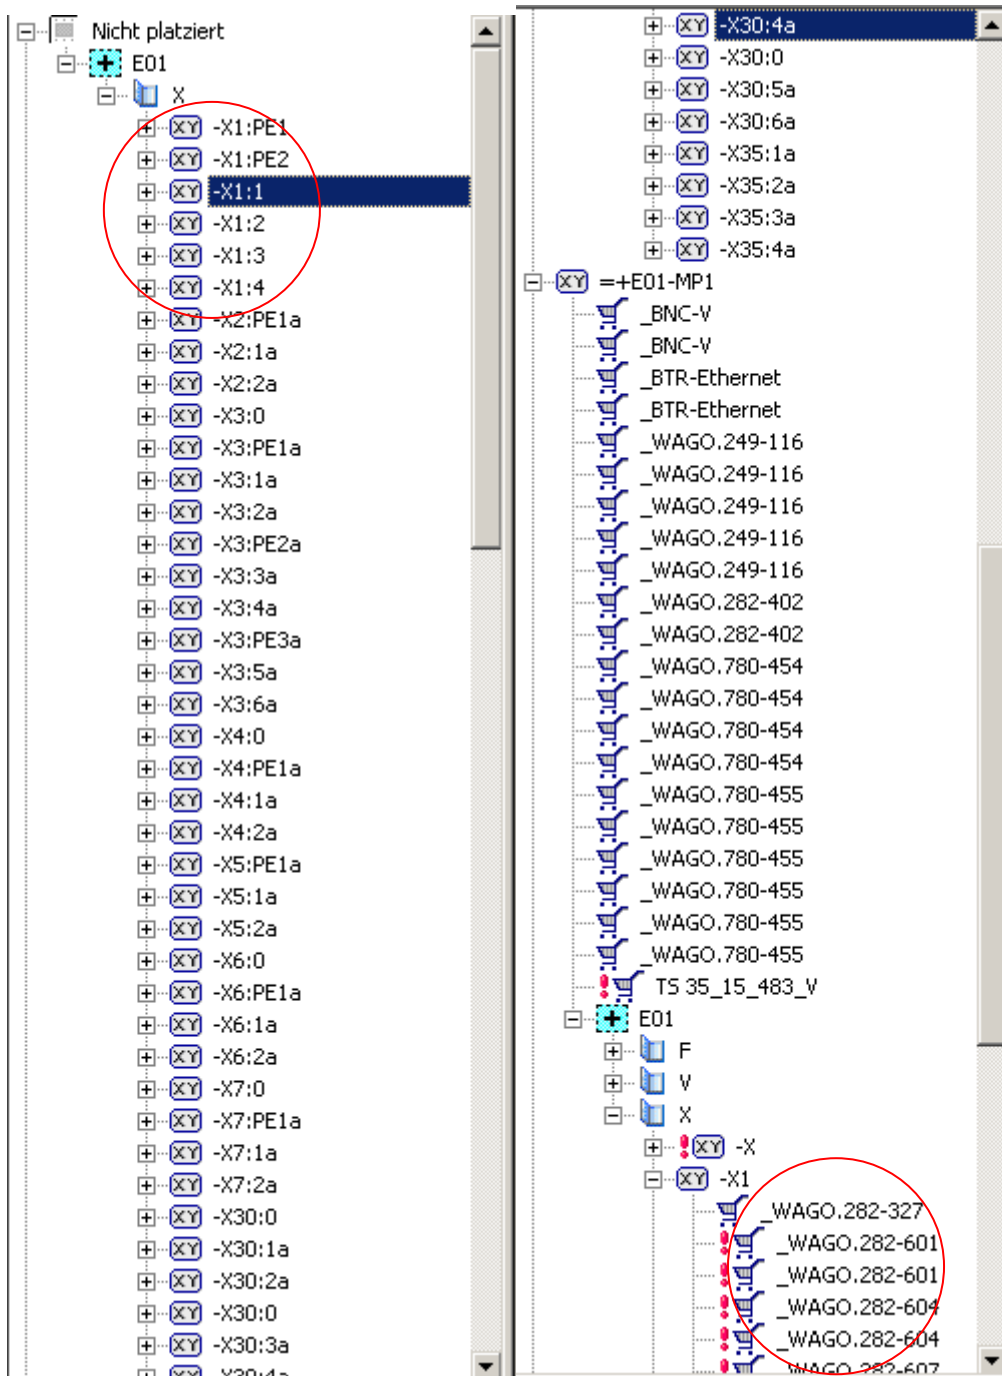 Nicht platziert
E01
X
-X1:PE1
-X1:PE2
-X1:1
-X1:2
-X1:3
-X1:4
-X2:PE1a
-X2:1a
-X2:2a
-X3:0
-X3:PE1a
-X3:1a
-X3:2a
-X3:PE2a
-X3:3a
-X3:4a
-X3:PE3a
-X3:5a
-X3:6a
-X4:0
-X4:PE1a
-X4:1a
-X4:2a
-X5:PE1a
-X5:1a
-X5:2a
-X6:0
-X6:PE1a
-X6:1a
-X6:2a
-X7:0
-X7:PE1a
-X7:1a
-X7:2a
-X30:0
-X30:1a
-X30:2a
-X30:0
-X30:3a
-X30:4a
-X30:4a
-X30:0
-X30:5a
-X30:6a
-X35:1a
-X35:2a
-X35:3a
-X35:4a
=+E01-MP1
_BNC-V
_BNC-V
_BTR-Ethernet
_BTR-Ethernet
_WAGO.249-116
_WAGO.249-116
_WAGO.249-116
_WAGO.249-116
_WAGO.249-116
_WAGO.282-402
_WAGO.282-402
_WAGO.780-454
_WAGO.780-454
_WAGO.780-454
_WAGO.780-454
_WAGO.780-455
_WAGO.780-455
_WAGO.780-455
_WAGO.780-455
_WAGO.780-455
_WAGO.780-455
TS 35_15_483_V
E01
F
V
X
-X
-X1
_WAGO.282-327
_WAGO.282-601
_WAGO.282-601
_WAGO.282-604
_WAGO.282-604
_WAGO.282-607